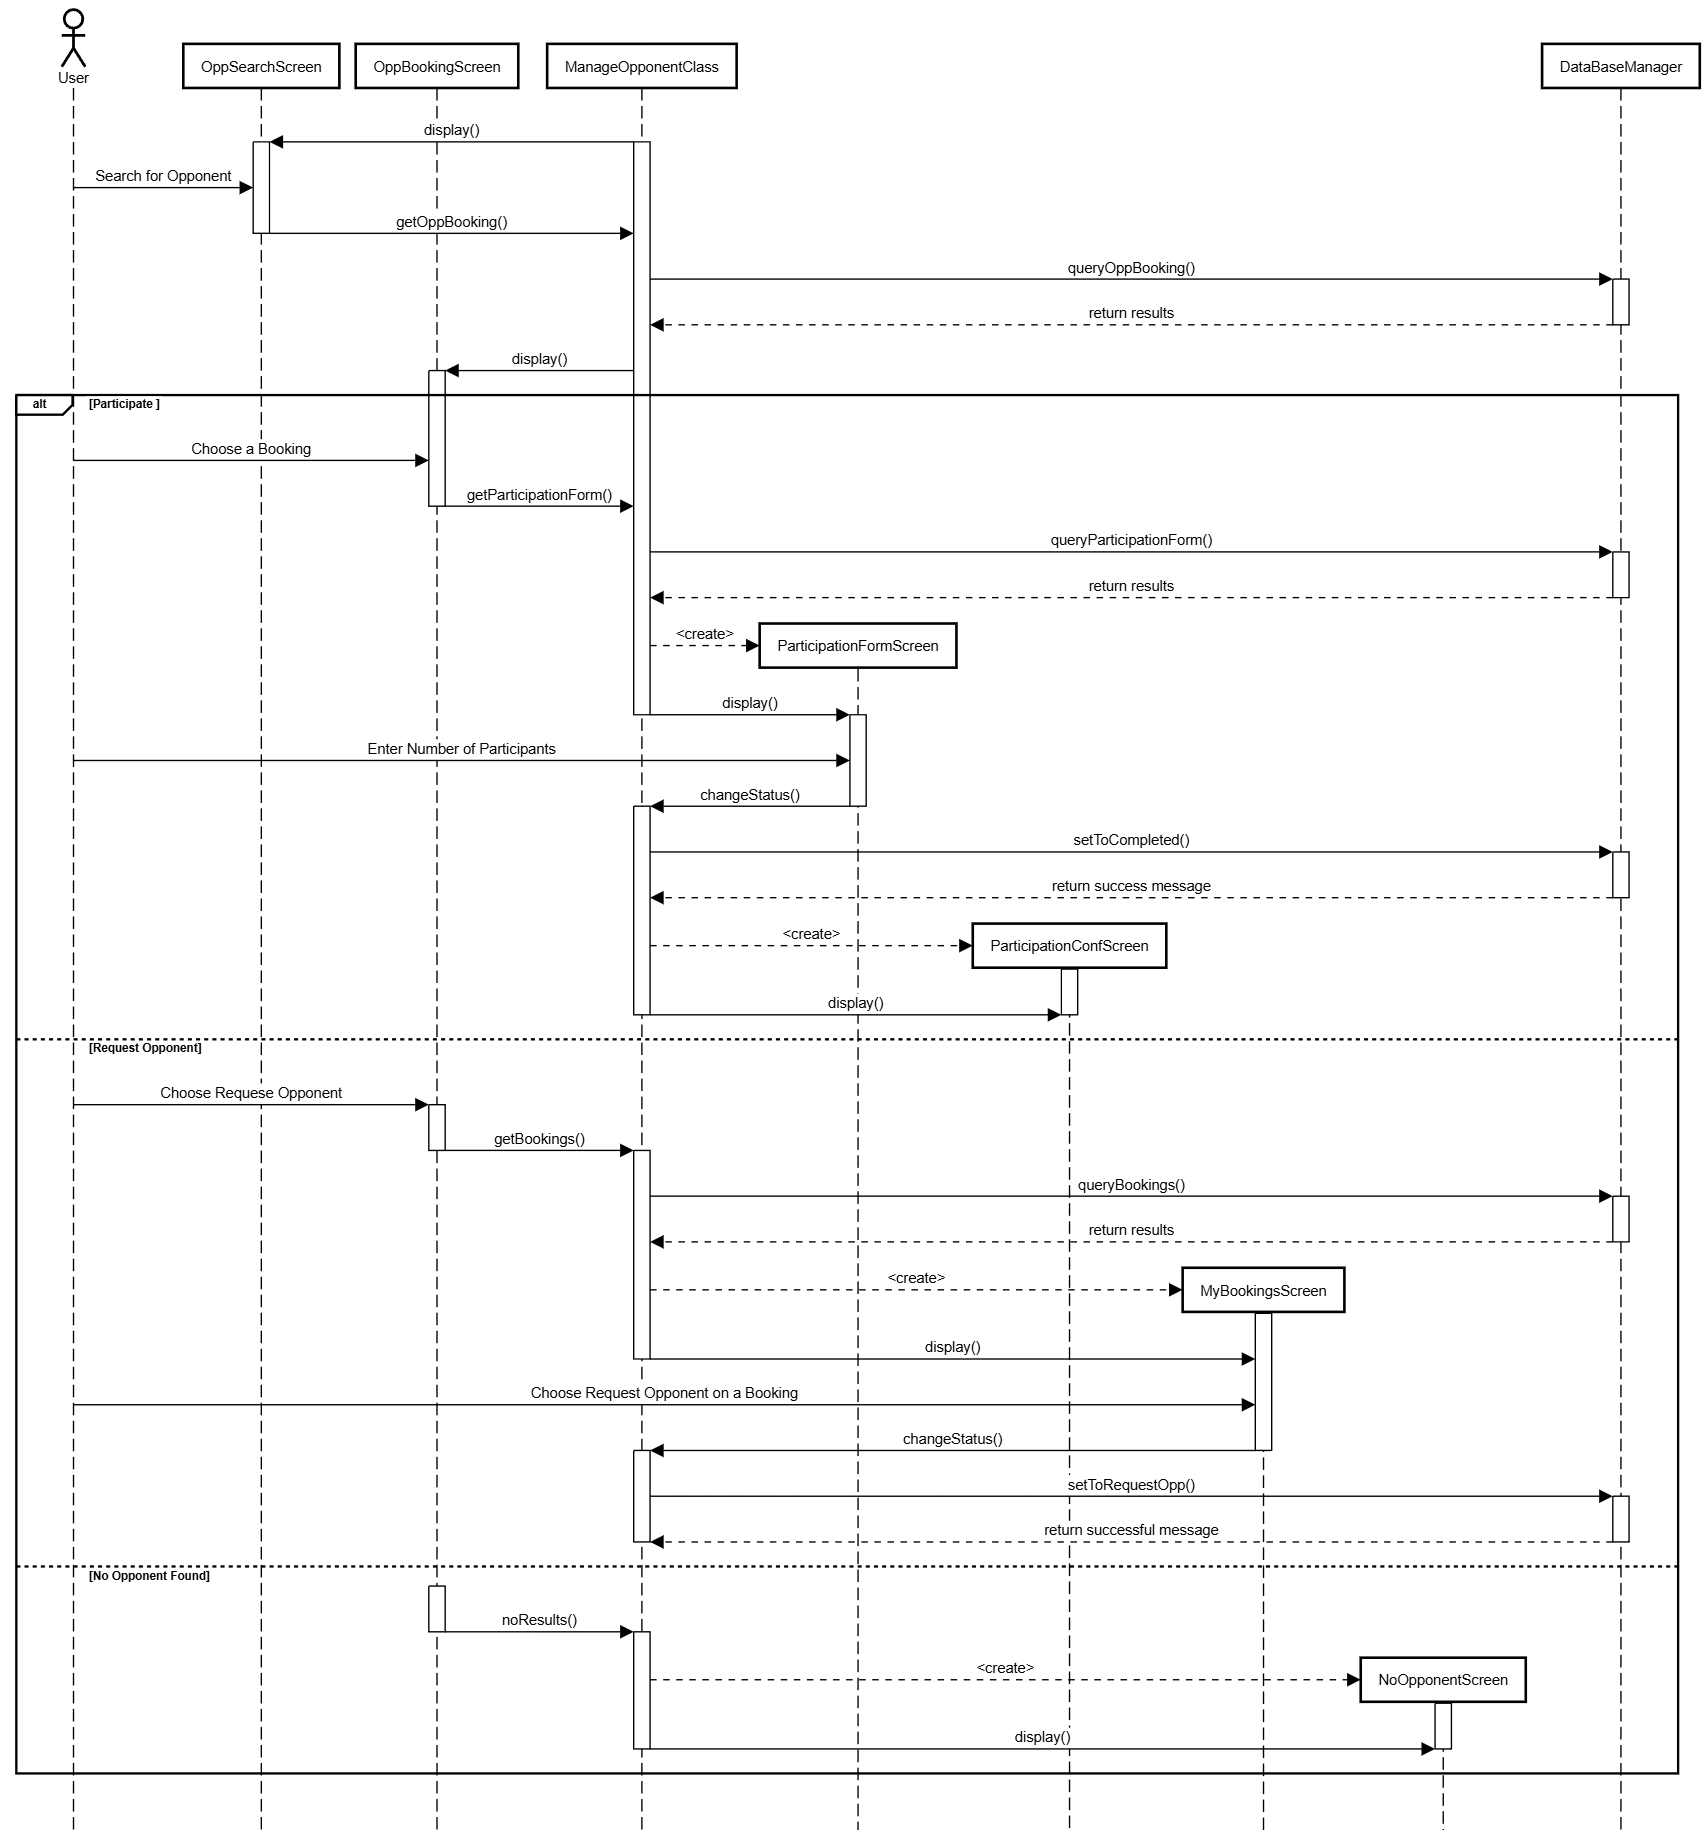 User
OppSearchScreen
OppBookingScreen
ManageOpponentClass
DataBaseManager
display()
Search for Opponent
getOppBooking()
queryOppBooking()
return results
display()
alt
[Participate ]
Choose a Booking
getParticipationForm()
queryParticipationForm()
return results
<create>
ParticipationFormScreen
display()
Enter Number of Participants
changeStatus()
setToCompleted()
return success message
<create>
ParticipationConfScreen
display()
[Request Opponent]
Choose Requese Opponent
getBookings()
queryBookings()
return results
<create>
MyBookingsScreen
display()
Choose Request Opponent on a Booking
changeStatus()
setToRequestOpp()
return successful message
[No Opponent Found]
noResults()
<create>
NoOpponentScreen
display()